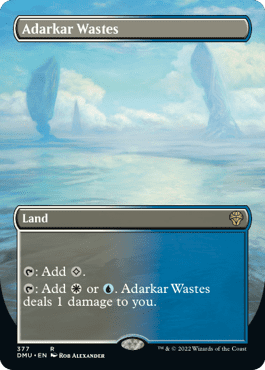 Adarkar Wastes
Land
: Add .
: Add or . Adarkar Wastes
deals 1 damage to you.
377 R
DMU • EN Rob Alexander
™ & © 2022 Wizards of the Coast